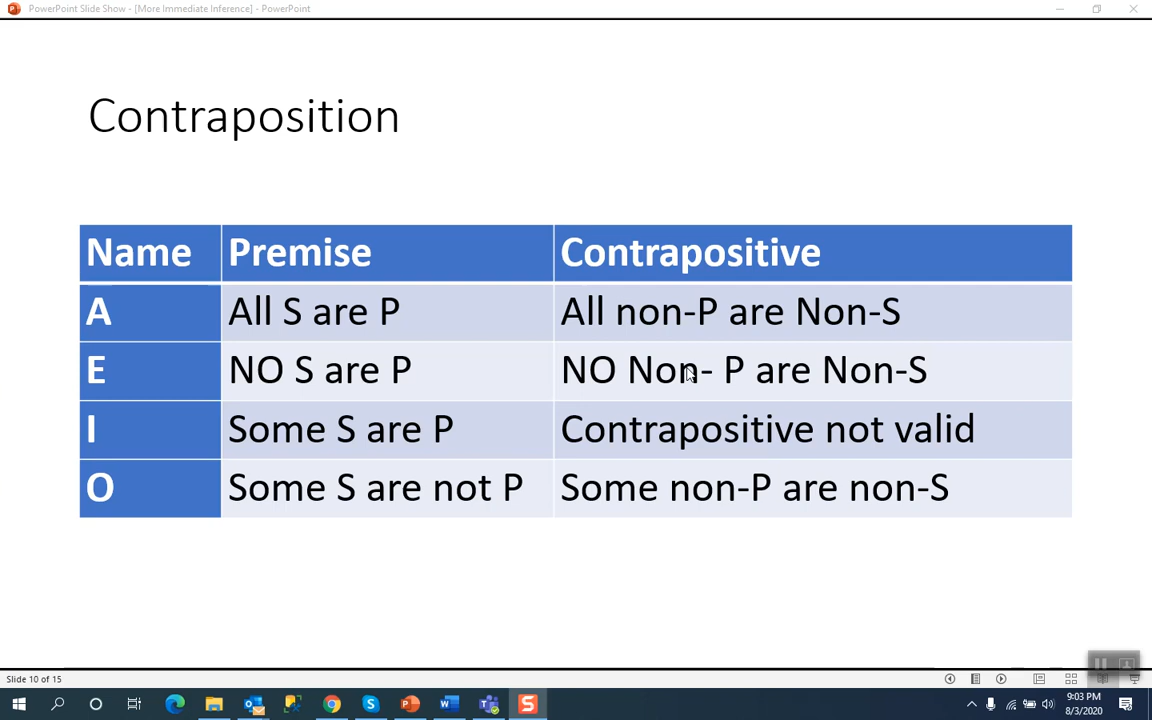 PowerPoint Slide Show - [More Immediate Inference] - PowerPoint
Contraposition
Name Premise Contrapositive
A All S are P All non-P are Non-S
E NO S are P NO Non- P are Non-S
I Some S are P Contrapositive not valid
O Some S are not P Some non-P are non-S
Slide 10 of 15
9:03 PM
8/3/2020